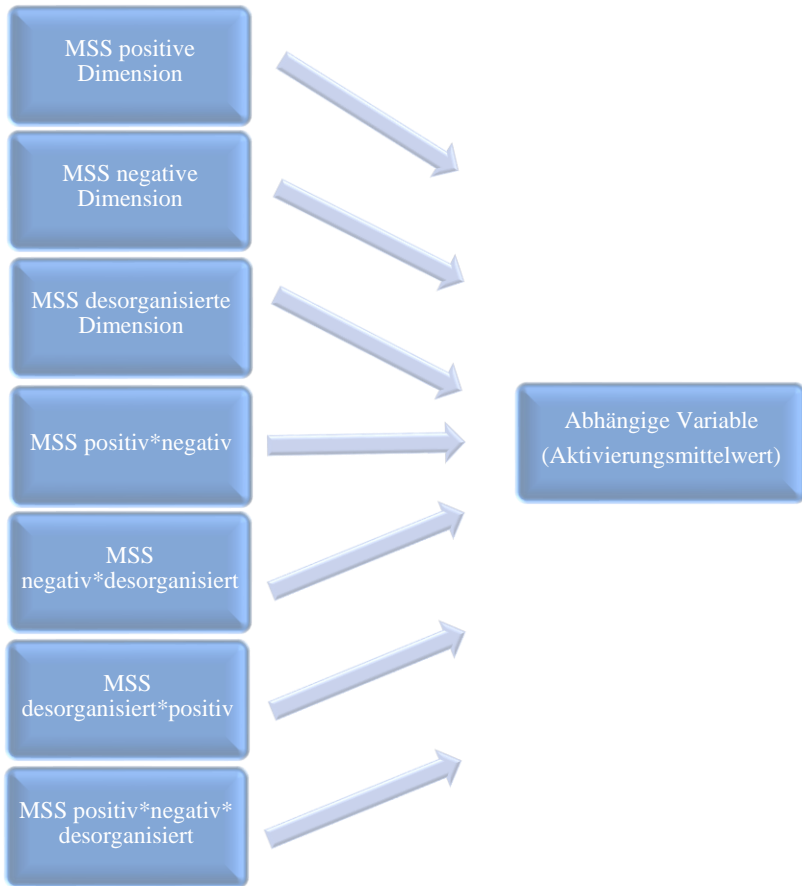 MSS positive
Dimension
MSS negative
Dimension
MSS desorganisierte
Dimension
MSS positiv*negativ
MSS
negativ*desorganisiert
MSS
desorganisiert*positiv
MSS positiv*negativ*
desorganisiert
Abhängige Variable
(Aktivierungsmittelwert)